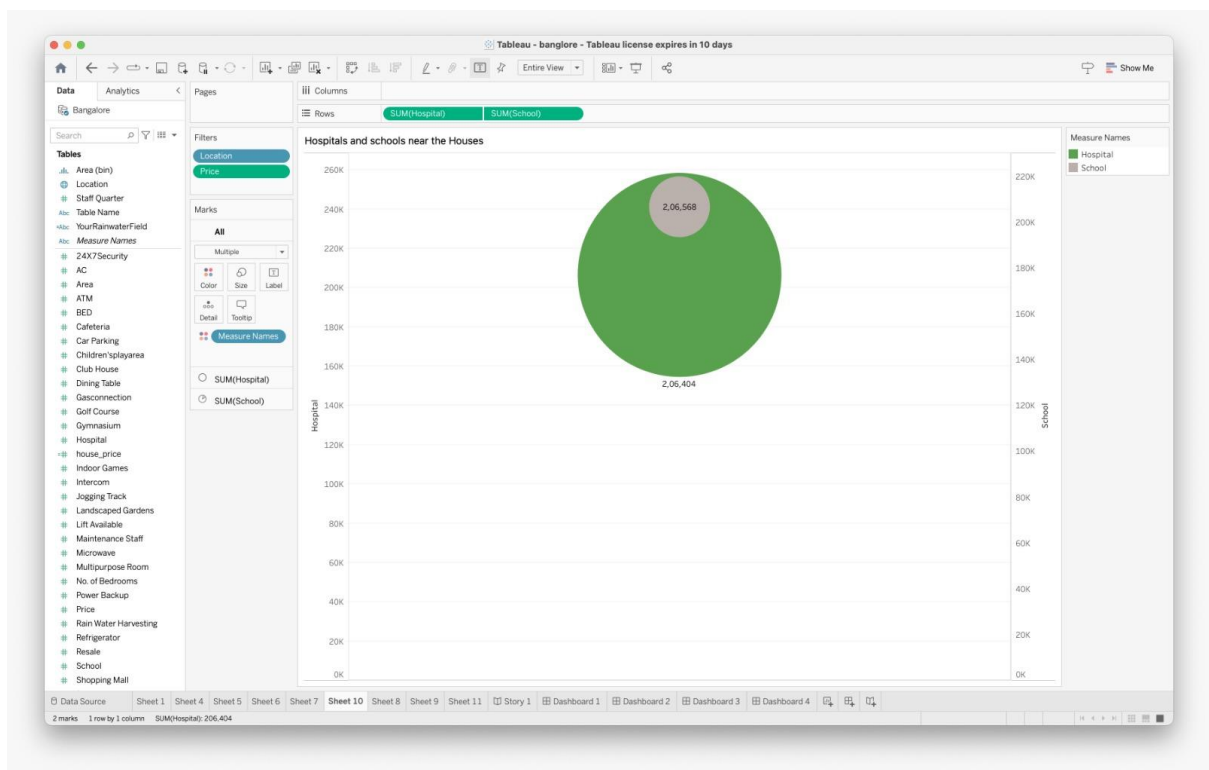 Tableau - banglore - Tableau license expires in 10 days
Entire View
Show Me
Data
Analytics
Bangalore
Search
Tables
Area (bin)
Location
Staff Quarter
Abc Table Name
=Abc YourRainwaterField
Abc Measure Names
# 24X7Security
# AC
# Area
# ATM
# BED
# Cafeteria
# Car Parking
# Children'splayarea
# Club House
# Dining Table
# Gasconnection
# Golf Course
# Gymnasium
# Hospital
=# house_price
# Indoor Games
# Intercom
# Jogging Track
# Landscaped Gardens
# Lift Available
# Maintenance Staff
# Microwave
# Multipurpose Room
# No. of Bedrooms
# Power Backup
# Price
# Rain Water Harvesting
# Refrigerator
# Resale
# School
# Shopping Mall
Pages
Filters
Location
Price
Marks
All
Multiple
Color Size Label
Detail Tooltip
Measure Names
SUM(Hospital)
SUM(School)
Columns
Rows SUM(Hospital) SUM(School)
Hospitals and schools near the Houses
260K
240K
220K
200K
180K
160K
140K
120K
100K
80K
60K
40K
20K
0K
Hospital
2,06,568
2,06,404
220K
200K
180K
160K
140K
120K
100K
80K
60K
40K
20K
0K
School
Measure Names
Hospital
School
Data Source Sheet 1 Sheet 4 Sheet 5 Sheet 6 Sheet 7 Sheet 10 Sheet 8 Sheet 9 Sheet 11 Story 1 Dashboard 1 Dashboard 2 Dashboard 3 Dashboard 4
2 marks 1 row by 1 column SUM(Hospital): 206,404